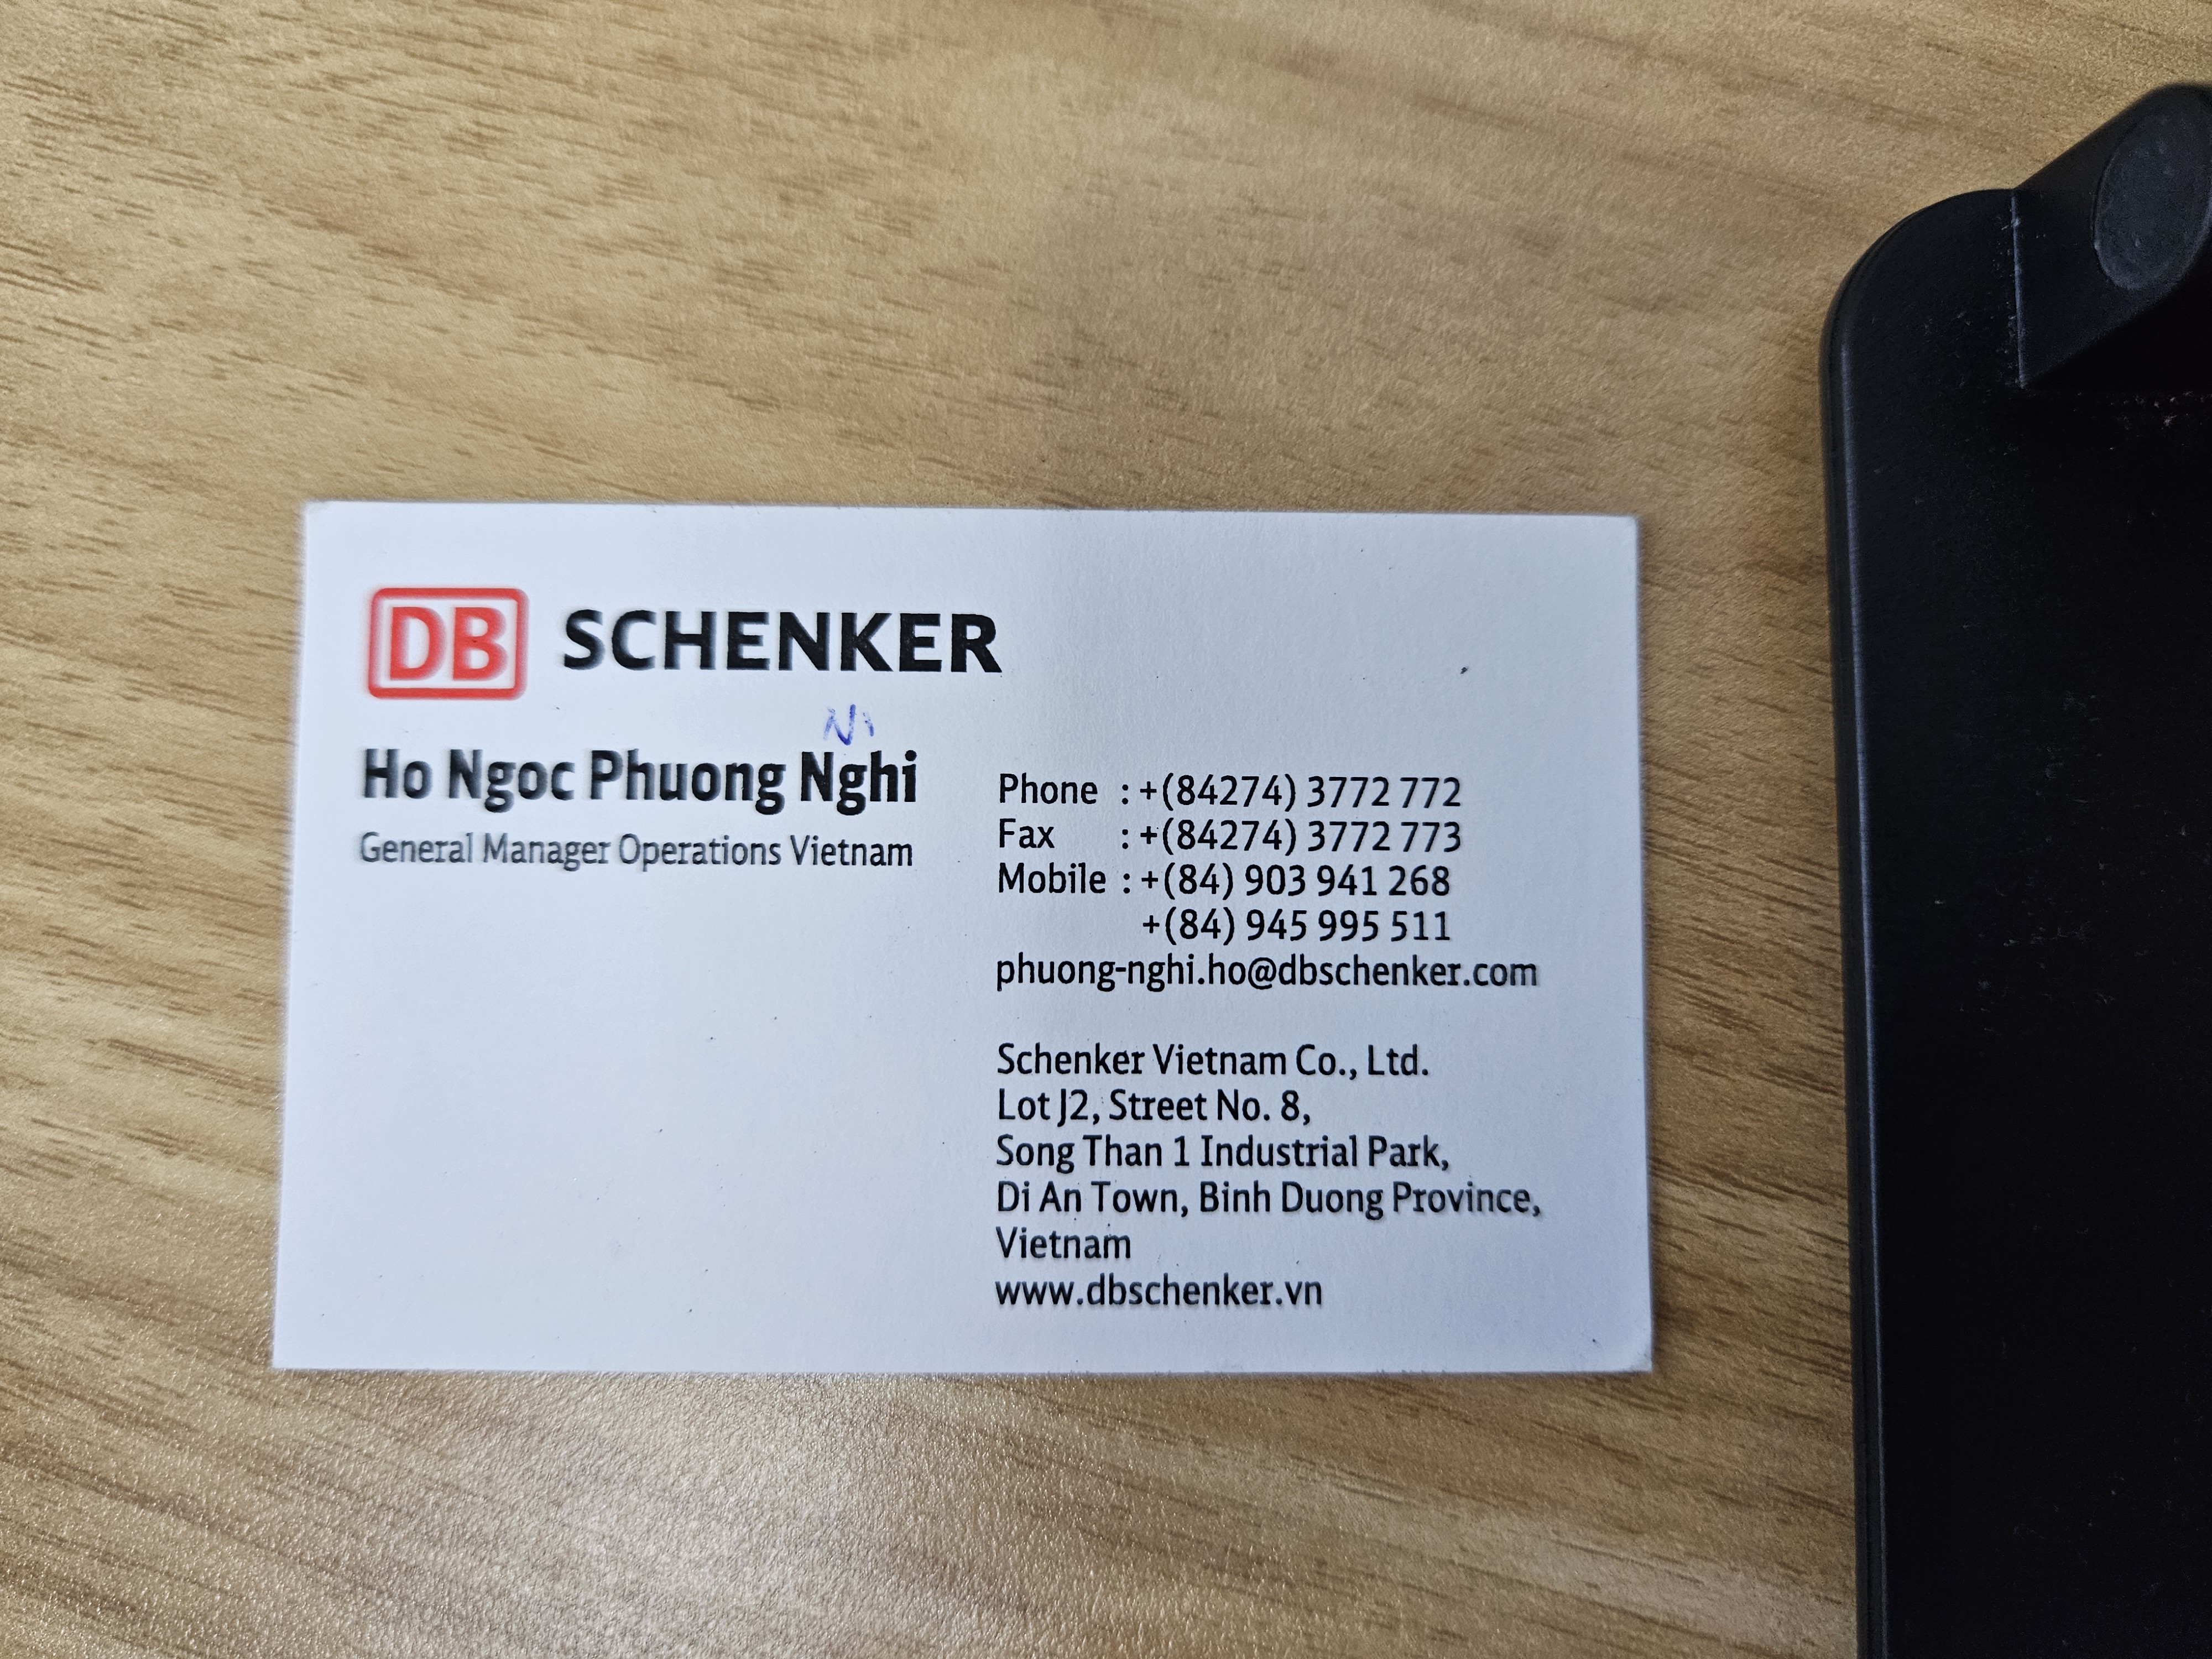 DB SCHENKER
Ni
Ho Ngoc Phuong Nghi
General Manager Operations Vietnam
Phone : +(84274) 3772 772
Fax : +(84274) 3772 773
Mobile : +(84) 903 941 268
+(84) 945 995 511
phuong-nghi.ho@dbschenker.com
Schenker Vietnam Co., Ltd.
Lot J2, Street No. 8,
Song Than 1 Industrial Park,
Di An Town, Binh Duong Province,
Vietnam
www.dbschenker.vn